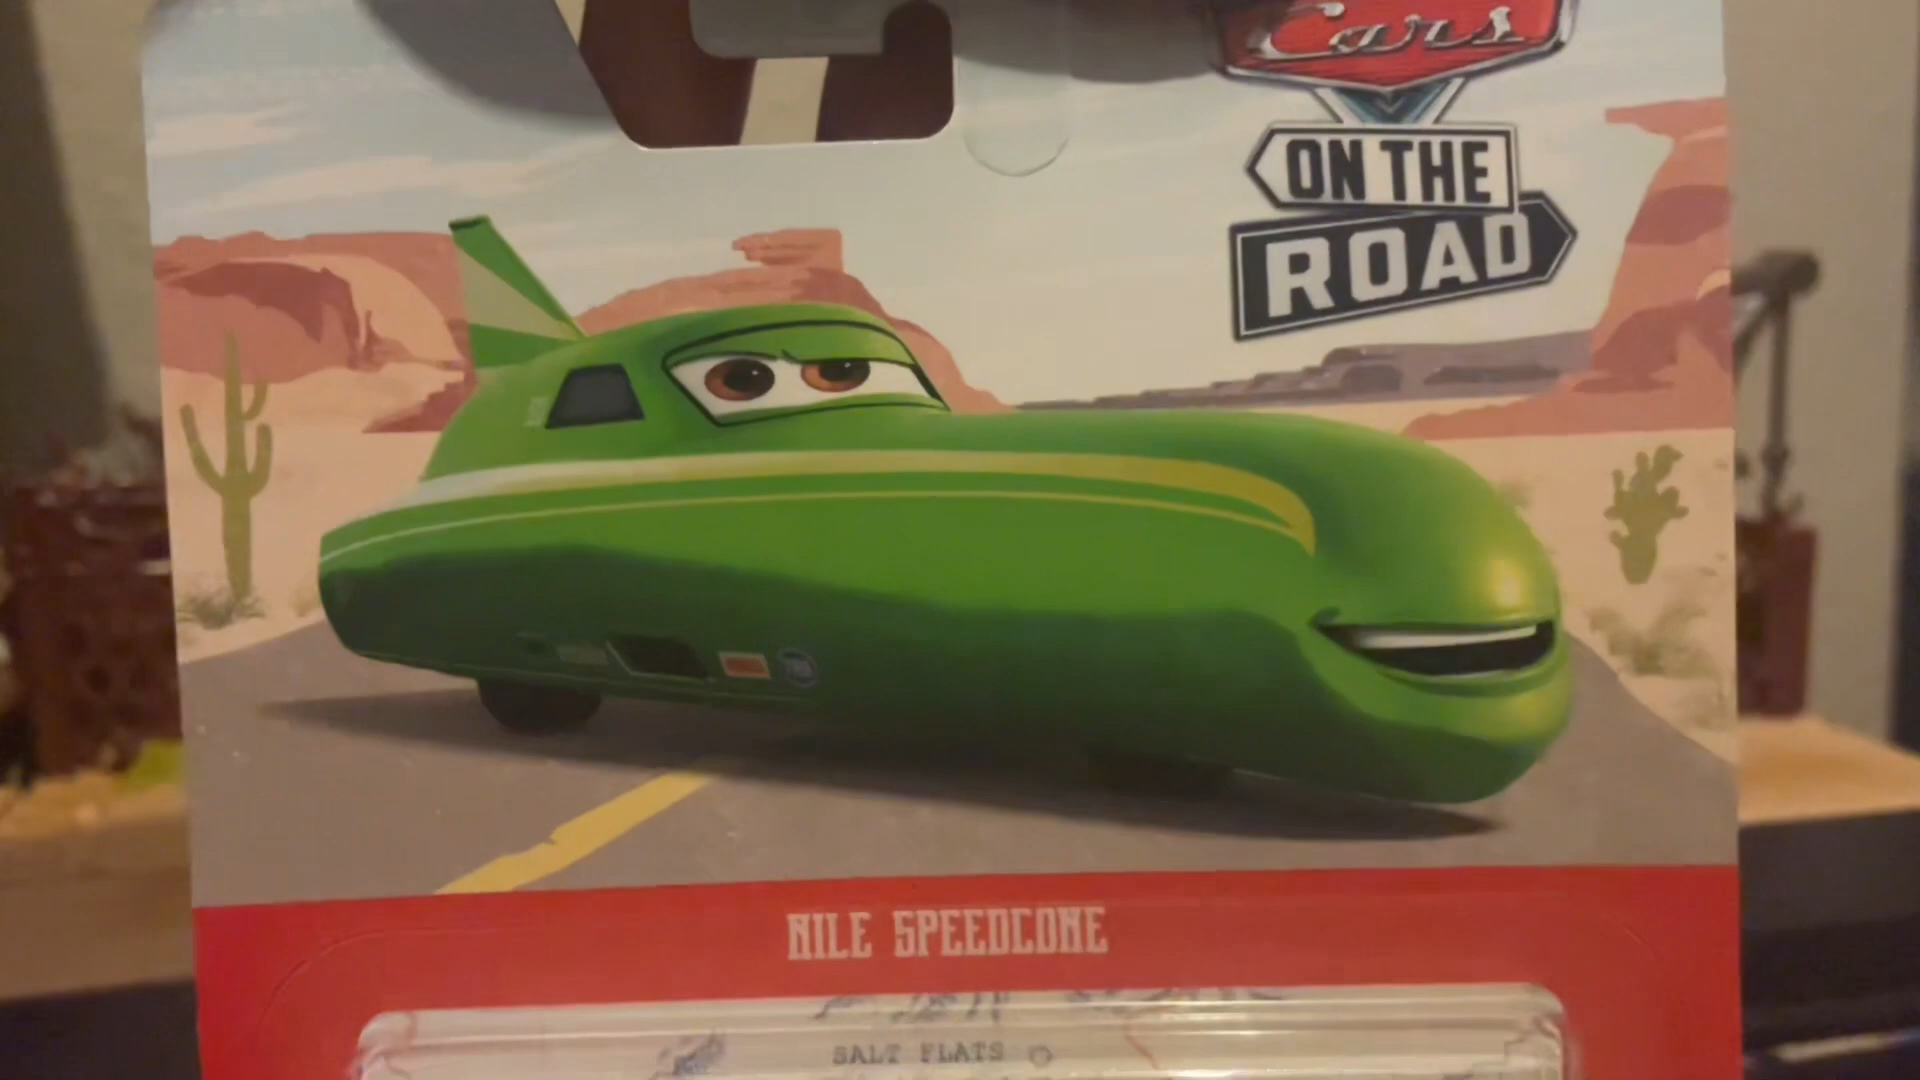 Cars
ON THE
ROAD
NILE SPEEDCONE
SALT FLATS